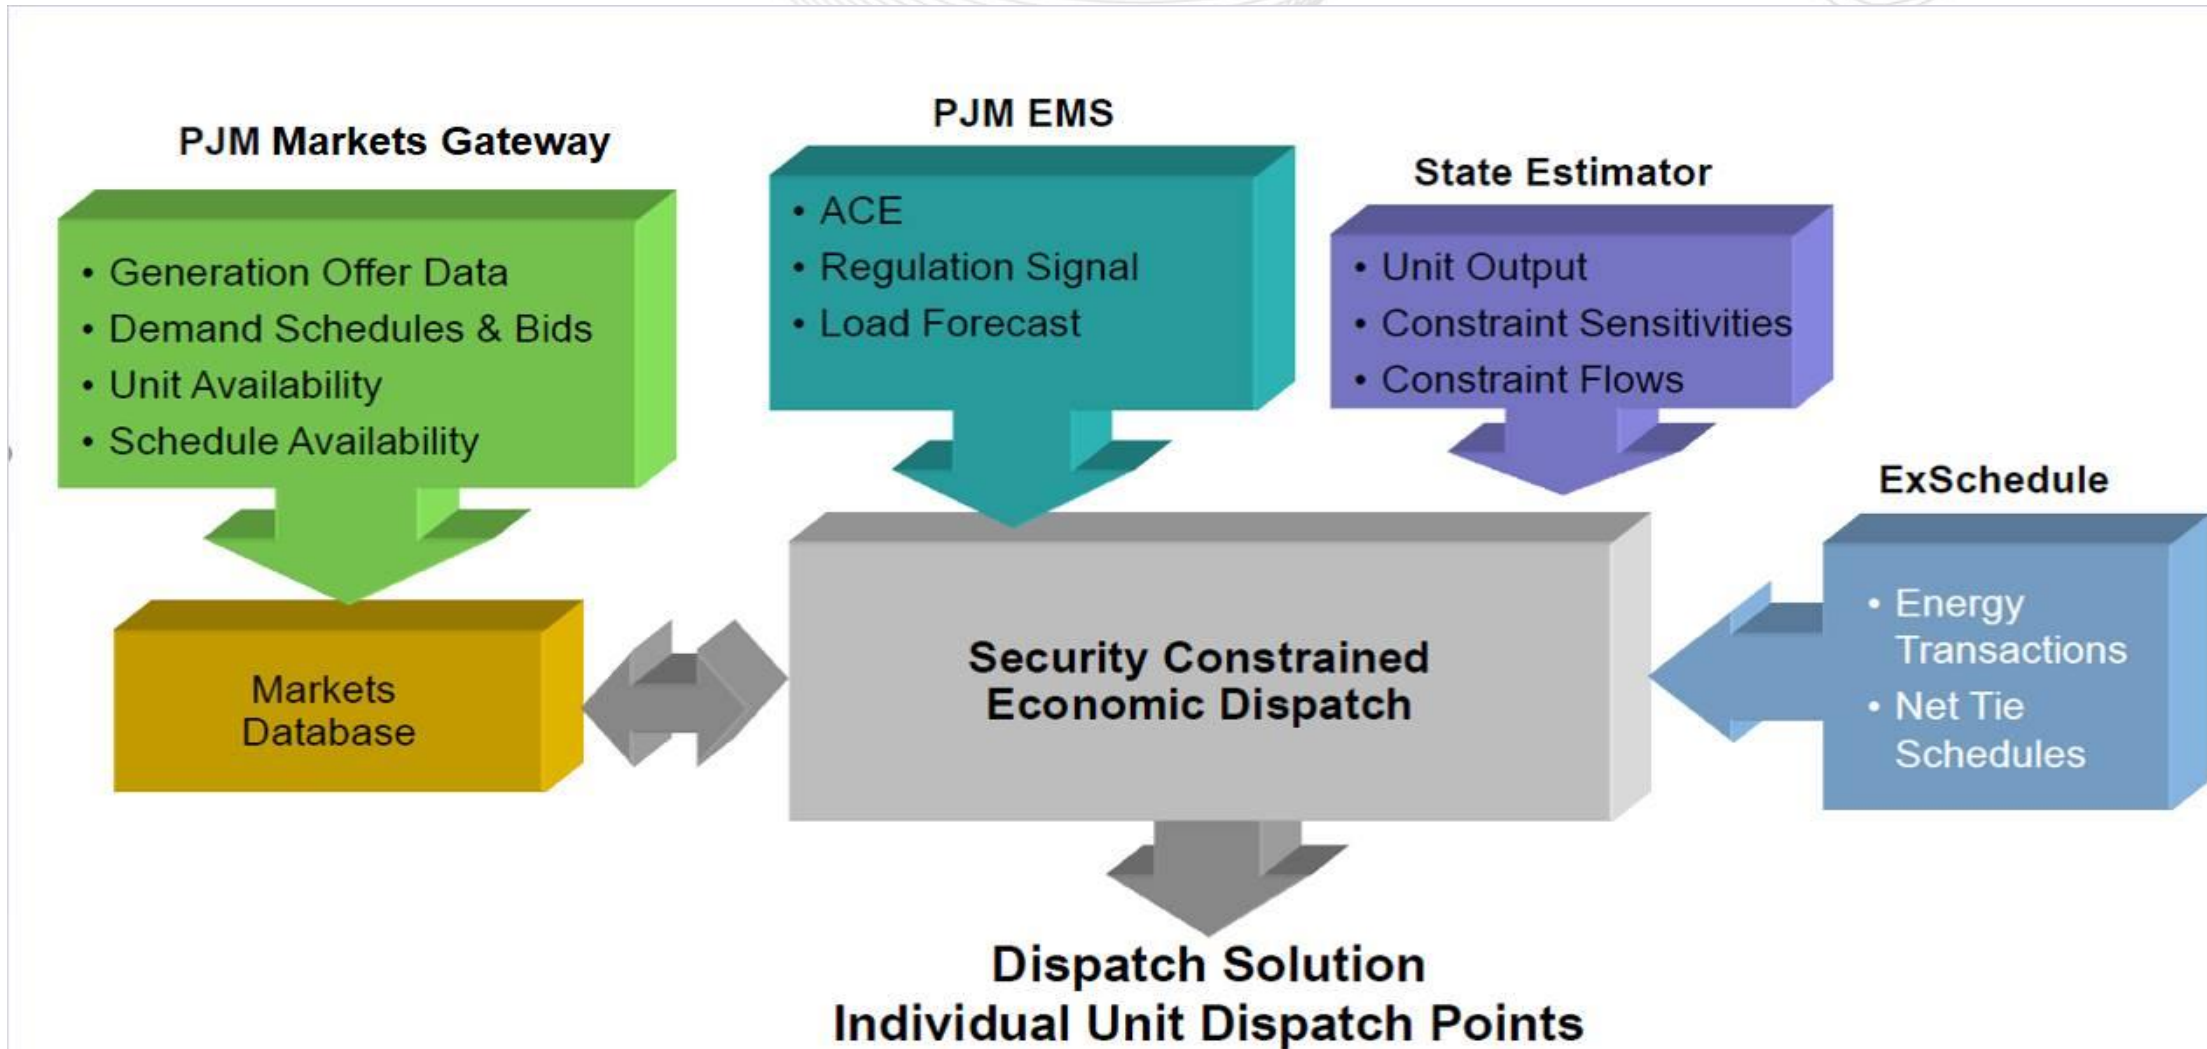 PJM Markets Gateway
• Generation Offer Data
• Demand Schedules & Bids
• Unit Availability
• Schedule Availability
PJM EMS
• ACE
• Regulation Signal
• Load Forecast
State Estimator
• Unit Output
• Constraint Sensitivities
• Constraint Flows
ExSchedule
• Energy
Transactions
• Net Tie
Schedules
Markets
Database
Security Constrained
Economic Dispatch
Dispatch Solution
Individual Unit Dispatch Points